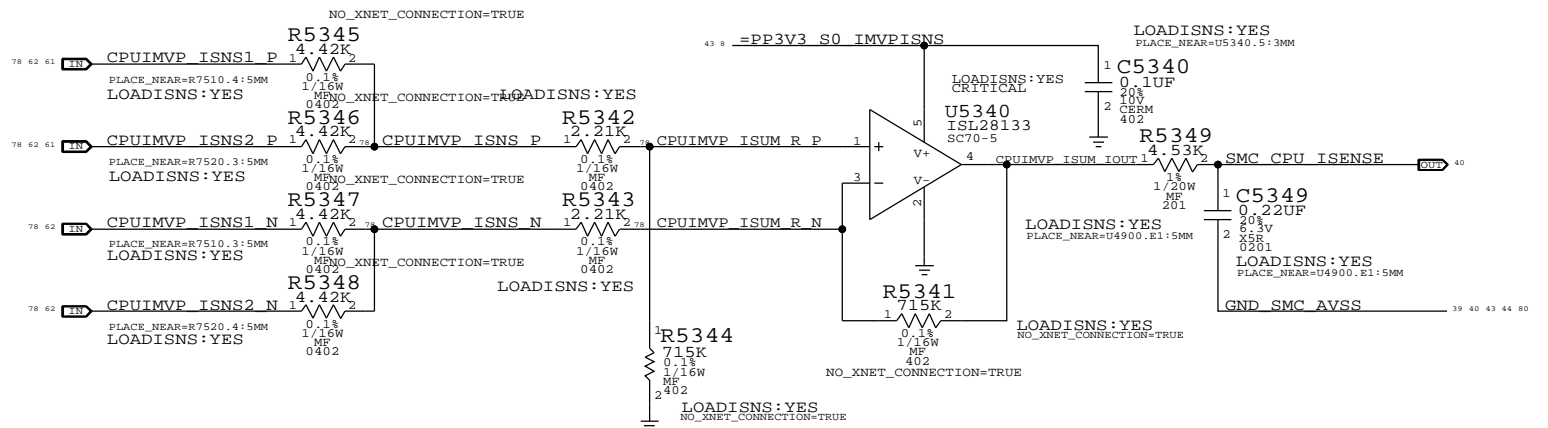 NO_XNET_CONNECTION=TRUE
R5345
4.42K
78 62 61 IN CPUIMVP_ISNS1_P 1 2
PLACE_NEAR=R7510.4:5MM
LOADISNS:YES
0.1%
1/16W
MF
0402
NO_XNET_CONNECTION=TRUE
R5346
4.42K
78 62 61 IN CPUIMVP_ISNS2_P 1 2
PLACE_NEAR=R7520.3:5MM
LOADISNS:YES
0.1%
1/16W
MF
0402
NO_XNET_CONNECTION=TRUE
R5347
4.42K
78 62 IN CPUIMVP_ISNS1_N 1 2
PLACE_NEAR=R7510.3:5MM
LOADISNS:YES
0.1%
1/16W
MF
0402
NO_XNET_CONNECTION=TRUE
R5348
4.42K
78 62 IN CPUIMVP_ISNS2_N 1 2
PLACE_NEAR=R7520.4:5MM
LOADISNS:YES
0.1%
1/16W
MF
0402
LOADISNS:YES
R5342
2.21K
78 CPUIMVP_ISNS_P 1 2
0.1%
1/16W
MF
0402
R5343
2.21K
78 CPUIMVP_ISNS_N 1 2
0.1%
1/16W
MF
0402
LOADISNS:YES
78 CPUIMVP_ISUM_R_P
78 CPUIMVP_ISUM_R_N
1
R5344
715K
0.1%
1/16W
MF
402
2
LOADISNS:YES
NO_XNET_CONNECTION=TRUE
43 8 =PP3V3_S0_IMVPISNS
LOADISNS:YES
CRITICAL
U5340
ISL28133
SC70-5
5
1 + V+
4
3 - V-
2
LOADISNS:YES
PLACE_NEAR=U5340.5:3MM
1 C5340
0.1UF
20%
10V
2 CERM
402
R5341
715K
1 2
0.1%
1/16W
MF
402
NO_XNET_CONNECTION=TRUE
LOADISNS:YES
NO_XNET_CONNECTION=TRUE
R5349
4.53K
CPUIMVP_ISUM_IOUT 1 2
1%
1/20W
MF
201
LOADISNS:YES
PLACE_NEAR=U4900.E1:5MM
SMC_CPU_ISENSE OUT 40
1 C5349
0.22UF
20%
6.3V
2 X5R
0201
LOADISNS:YES
PLACE_NEAR=U4900.E1:5MM
GND_SMC_AVSS 39 40 43 44 80